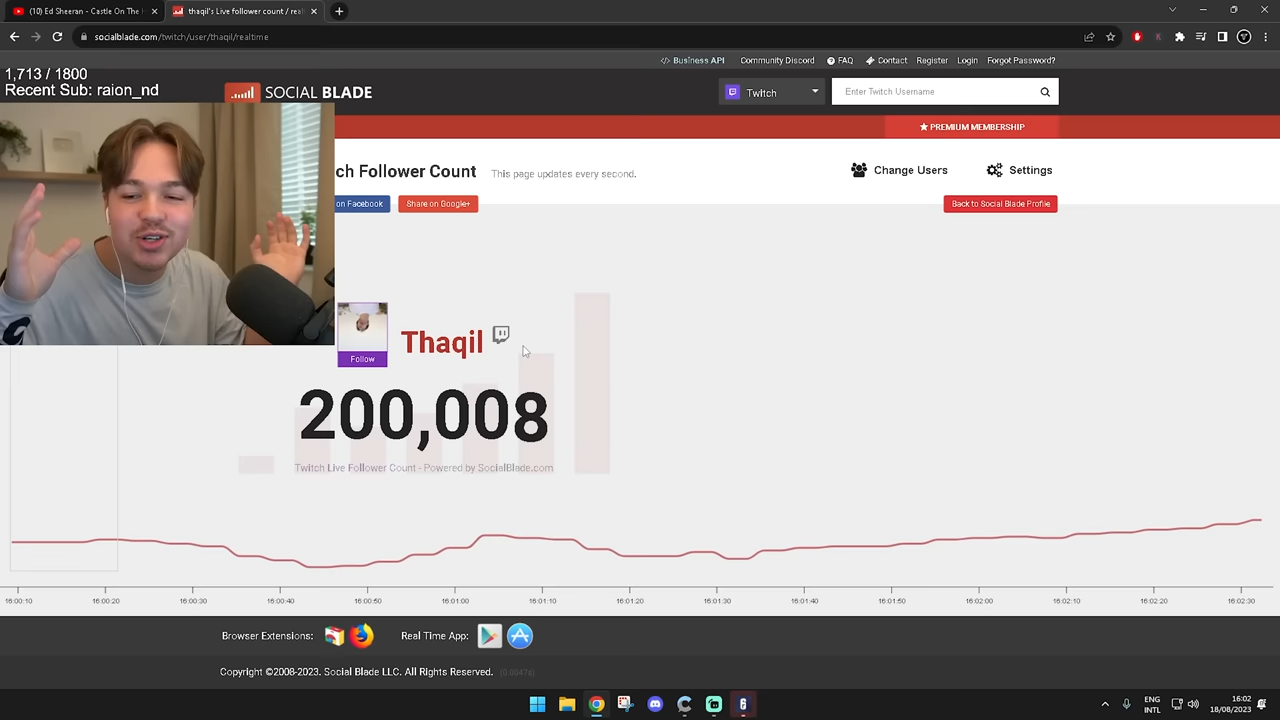 (10) Ed Sheeran - Castle On The H
thaqil's Live follower count / real
socialblade.com/twitch/user/thaqil/realtime
Business API Community Discord FAQ Contact Register Login Forgot Password?
1,713 / 1800
Recent Sub: raion_nd
SOCIAL BLADE
Twitch
Enter Twitch Username
PREMIUM MEMBERSHIP
ch Follower Count This page updates every second.
Change Users Settings
on Facebook Share on Google+ Back to Social Blade Profile
Follow
Thaqil
200,008
Twitch Live Follower Count - Powered by SocialBlade.com
16:00:10 16:00:20 16:00:30 16:00:40 16:00:50 16:01:00 16:01:10 16:01:20 16:01:30 16:01:40 16:01:50 16:02:00 16:02:10 16:02:20 16:02:30
Browser Extensions: Real Time App:
Copyright ©2008-2023. Social Blade LLC. All Rights Reserved.
ENG
INTL
16:02
18/08/2023